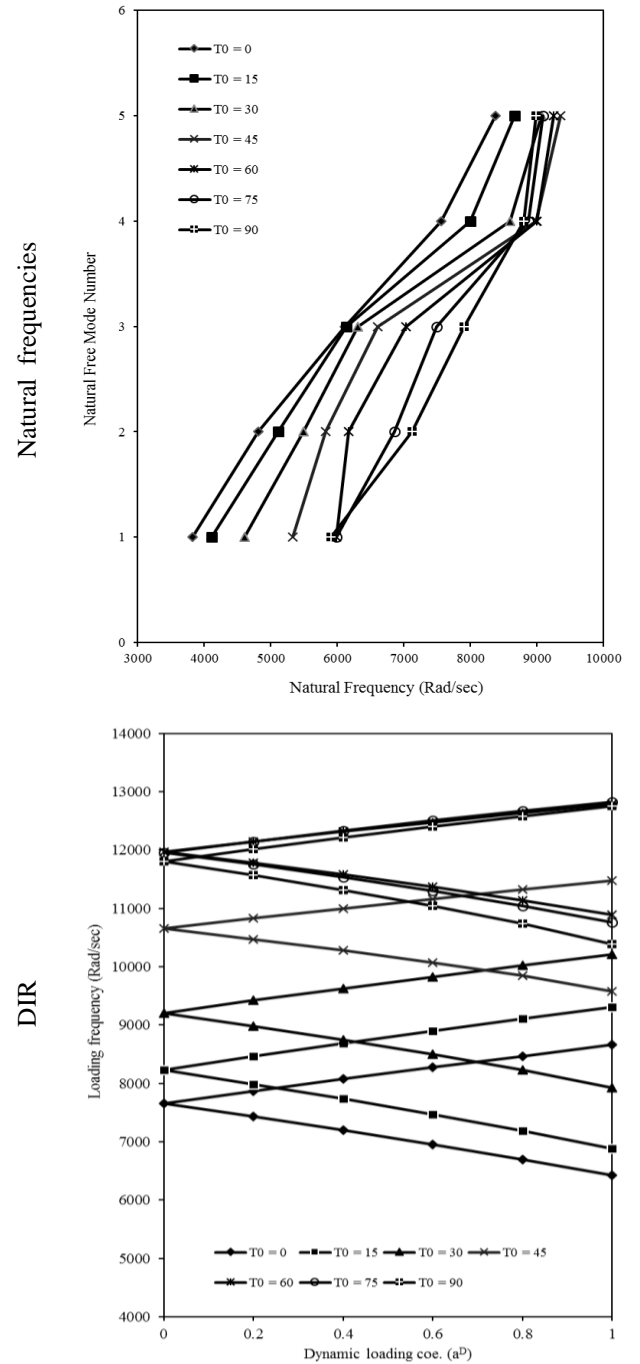 Natural frequencies
Natural Free Mode Number
6
5
4
3
2
1
0
T0 = 0
T0 = 15
T0 = 30
T0 = 45
T0 = 60
T0 = 75
T0 = 90
3000 4000 5000 6000 7000 8000 9000 10000
Natural Frequency (Rad/sec)
DIR
Loading frequency (Rad/sec)
14000
13000
12000
11000
10000
9000
8000
7000
6000
5000
4000
T0 = 0 T0 = 15 T0 = 30 T0 = 45
T0 = 60 T0 = 75 T0 = 90
0 0.2 0.4 0.6 0.8 1
Dynamic loading coe. (aᴰ)